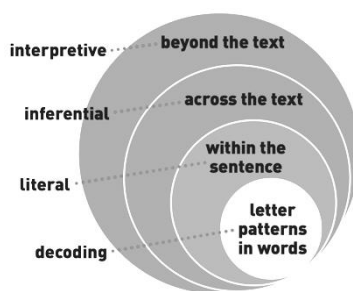 interpretive
beyond the text
inferential
across the text
literal
within the
sentence
decoding
letter
patterns
in words